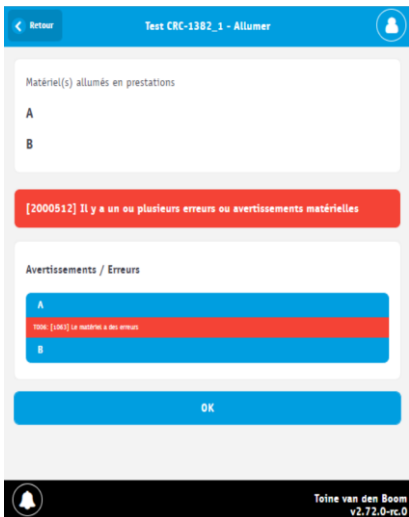 Retour
Test CRC-1382_1 - Allumer
Matériel(s) allumés en prestations
A
B
[2000512] Il y a un ou plusieurs erreurs ou avertissements matérielles
Avertissements / Erreurs
A
T006: [1063] Le matériel a des erreurs
B
OK
Toine van den Boom
v2.72.0-rc.0